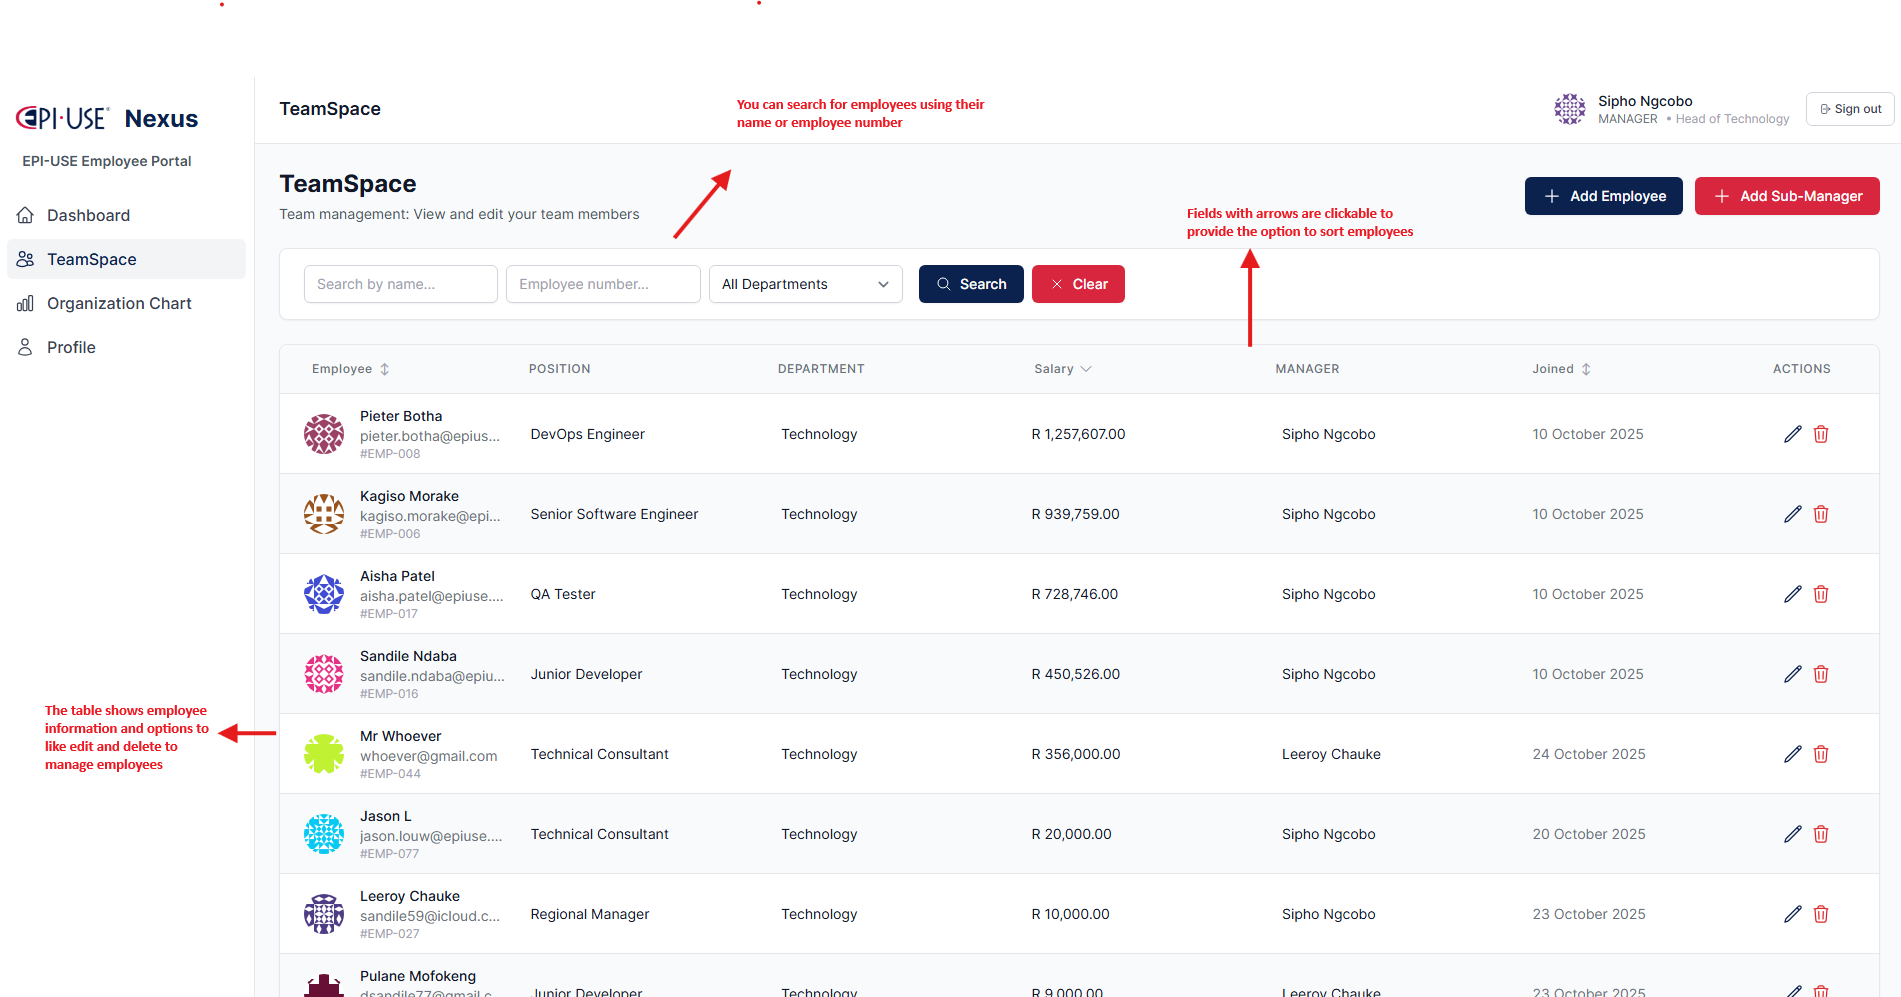 EPI-USE® Nexus
EPI-USE Employee Portal
Dashboard
TeamSpace
Organization Chart
Profile
TeamSpace
You can search for employees using their
name or employee number
Sipho Ngcobo
MANAGER • Head of Technology
Sign out
TeamSpace
Team management: View and edit your team members
Add Employee
Add Sub-Manager
Fields with arrows are clickable to
provide the option to sort employees
Search by name...
Employee number...
All Departments
Search
Clear
Employee POSITION DEPARTMENT Salary MANAGER Joined ACTIONS
Pieter Botha
pieter.botha@epius...
#EMP-008
DevOps Engineer Technology R 1,257,607.00 Sipho Ngcobo 10 October 2025
Kagiso Morake
kagiso.morake@epi...
#EMP-006
Senior Software Engineer Technology R 939,759.00 Sipho Ngcobo 10 October 2025
Aisha Patel
aisha.patel@epiuse....
#EMP-017
QA Tester Technology R 728,746.00 Sipho Ngcobo 10 October 2025
Sandile Ndaba
sandile.ndaba@epiu...
#EMP-016
Junior Developer Technology R 450,526.00 Sipho Ngcobo 10 October 2025
The table shows employee
information and options to
like edit and delete to
manage employees
Mr Whoever
whoever@gmail.com
#EMP-044
Technical Consultant Technology R 356,000.00 Leeroy Chauke 24 October 2025
Jason L
jason.louw@epiuse....
#EMP-077
Technical Consultant Technology R 20,000.00 Sipho Ngcobo 20 October 2025
Leeroy Chauke
sandile59@icloud.c...
#EMP-027
Regional Manager Technology R 10,000.00 Sipho Ngcobo 23 October 2025
Pulane Mofokeng
dsandile77@gmail.c...
Junior Developer Technology R 9,000.00 Leeroy Chauke 23 October 2025